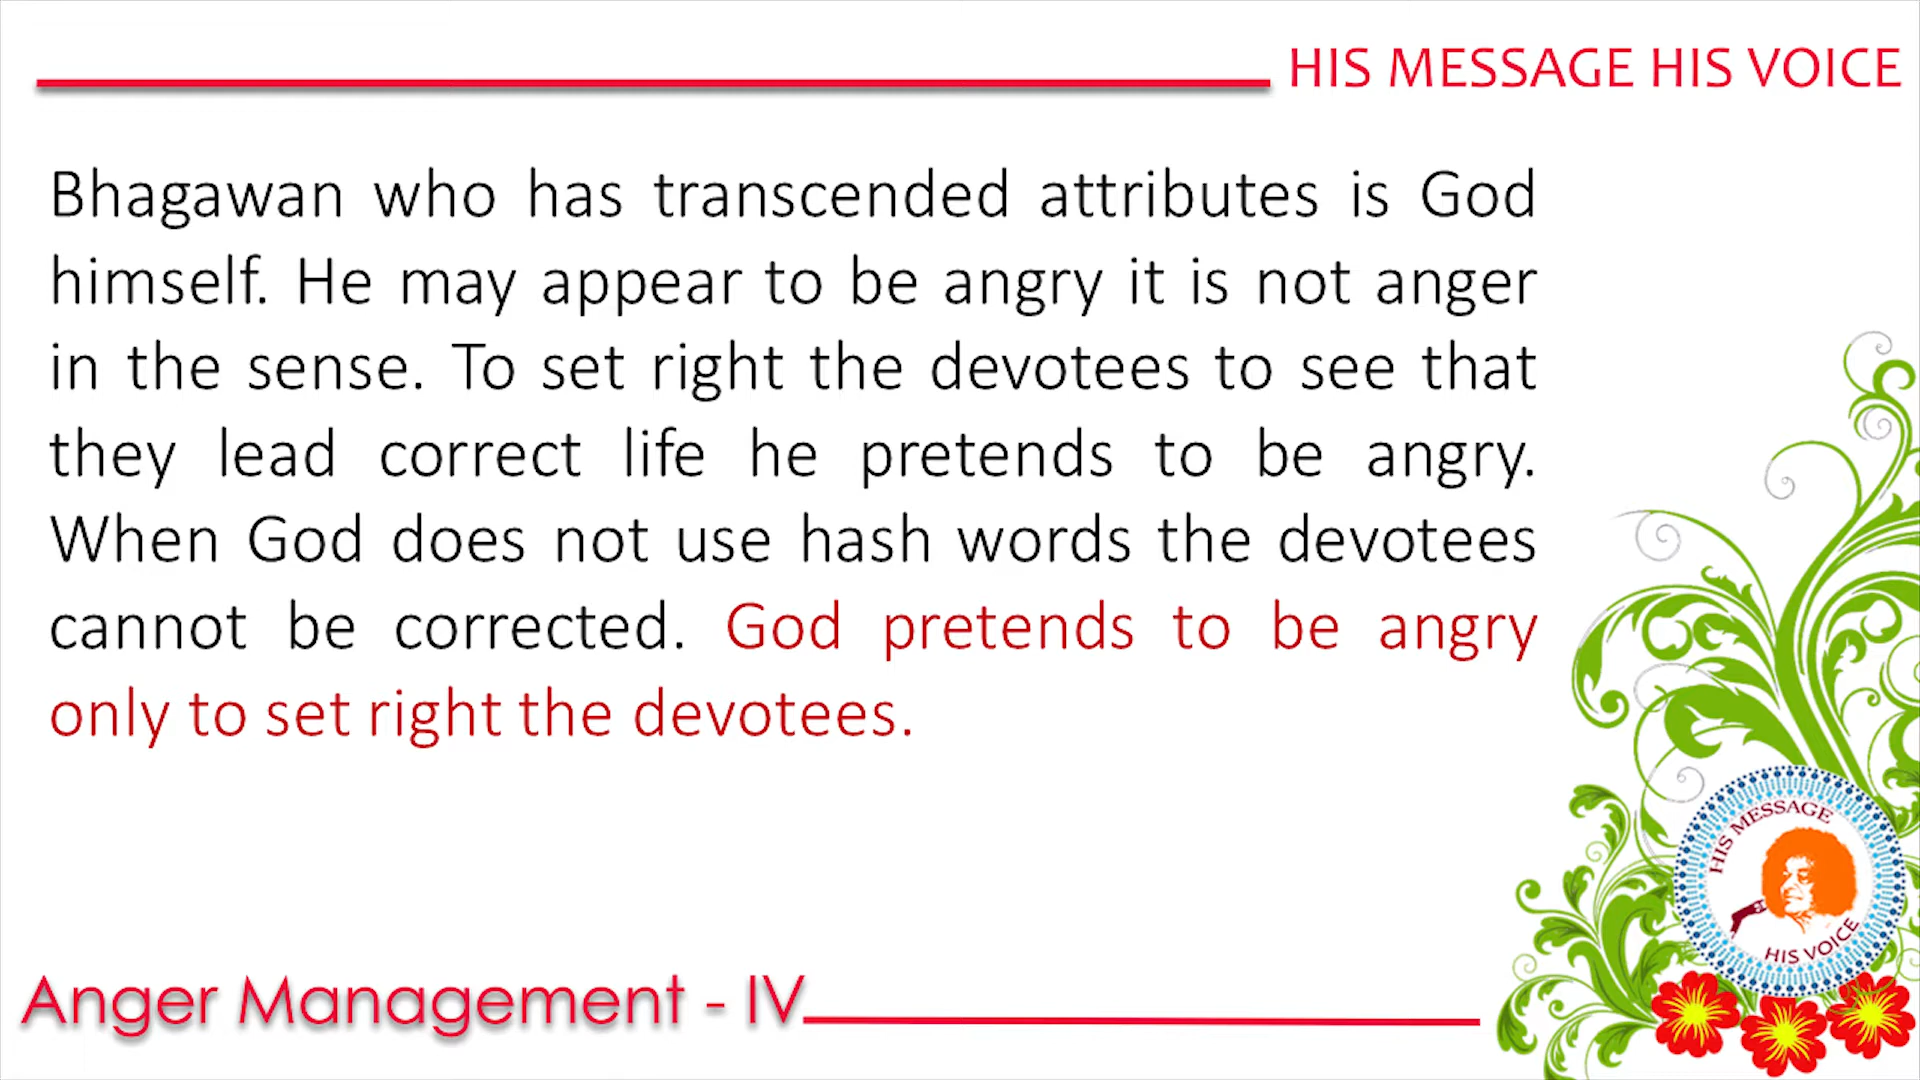 HIS MESSAGE HIS VOICE
Bhagawan who has transcended attributes is God
himself. He may appear to be angry it is not anger
in the sense. To set right the devotees to see that
they lead correct life he pretends to be angry.
When God does not use hash words the devotees
cannot be corrected. God pretends to be angry
only to set right the devotees.
HIS MESSAGE
HIS VOICE
Anger Management - IV